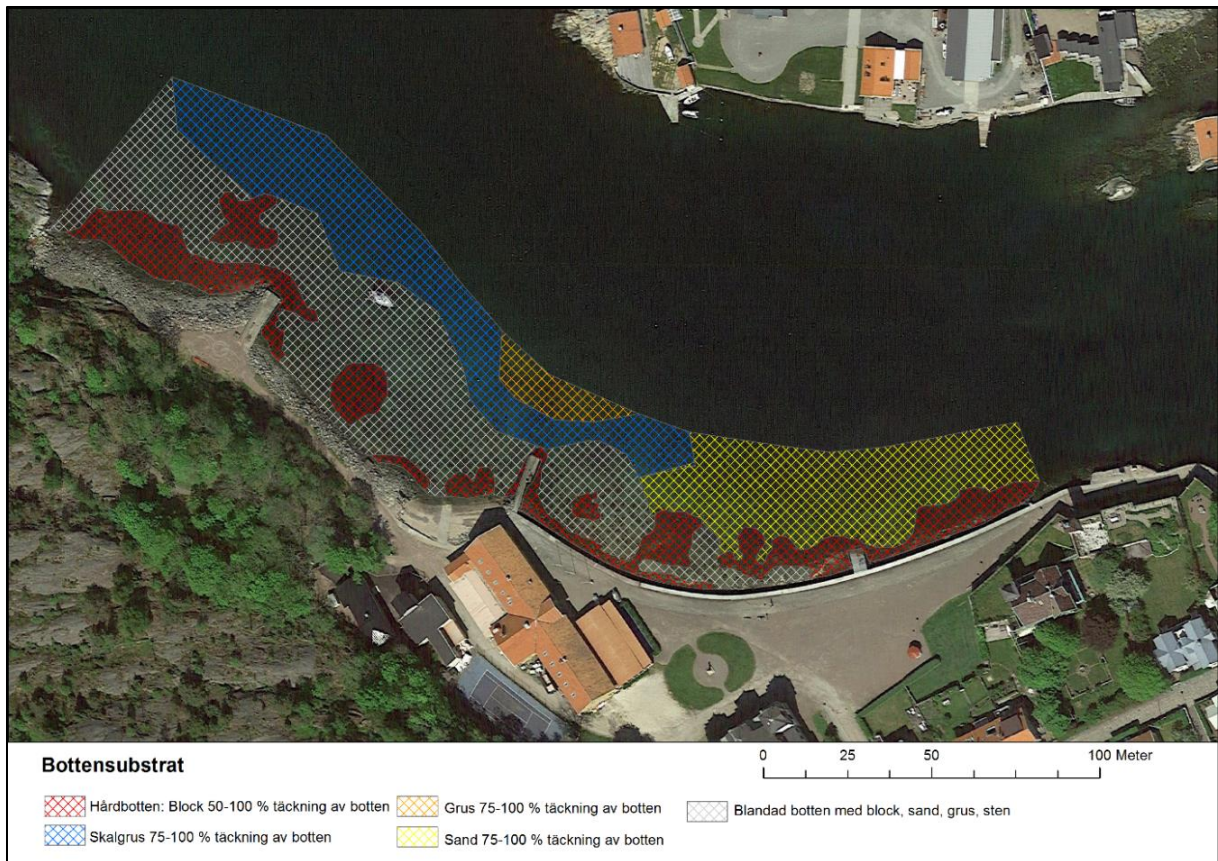 Bottensubstrat
0 25 50 100 Meter
Hårdbotten: Block 50-100 % täckning av botten
Grus 75-100 % täckning av botten
Blandad botten med block, sand, grus, sten
Skalgrus 75-100 % täckning av botten
Sand 75-100 % täckning av botten